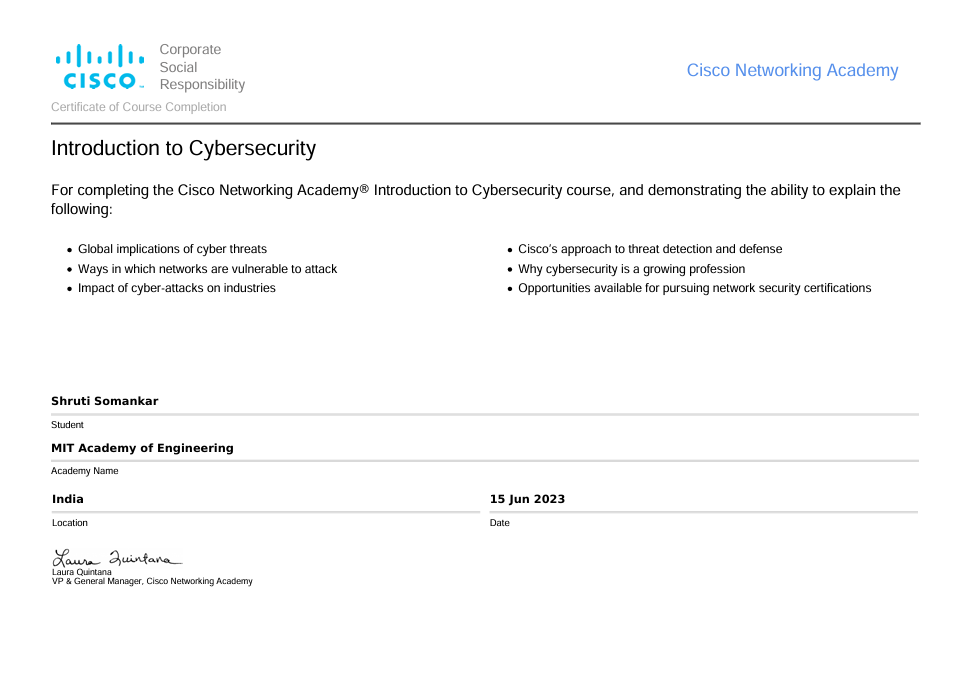 CISCO
Corporate
Social
Responsibility
Cisco Networking Academy
Certificate of Course Completion
Introduction to Cybersecurity
For completing the Cisco Networking Academy® Introduction to Cybersecurity course, and demonstrating the ability to explain the
following:
• Global implications of cyber threats
• Ways in which networks are vulnerable to attack
• Impact of cyber-attacks on industries
• Cisco's approach to threat detection and defense
• Why cybersecurity is a growing profession
• Opportunities available for pursuing network security certifications
Shruti Somankar
Student
MIT Academy of Engineering
Academy Name
India
Location
15 Jun 2023
Date
Laura Quintana
Laura Quintana
VP & General Manager, Cisco Networking Academy